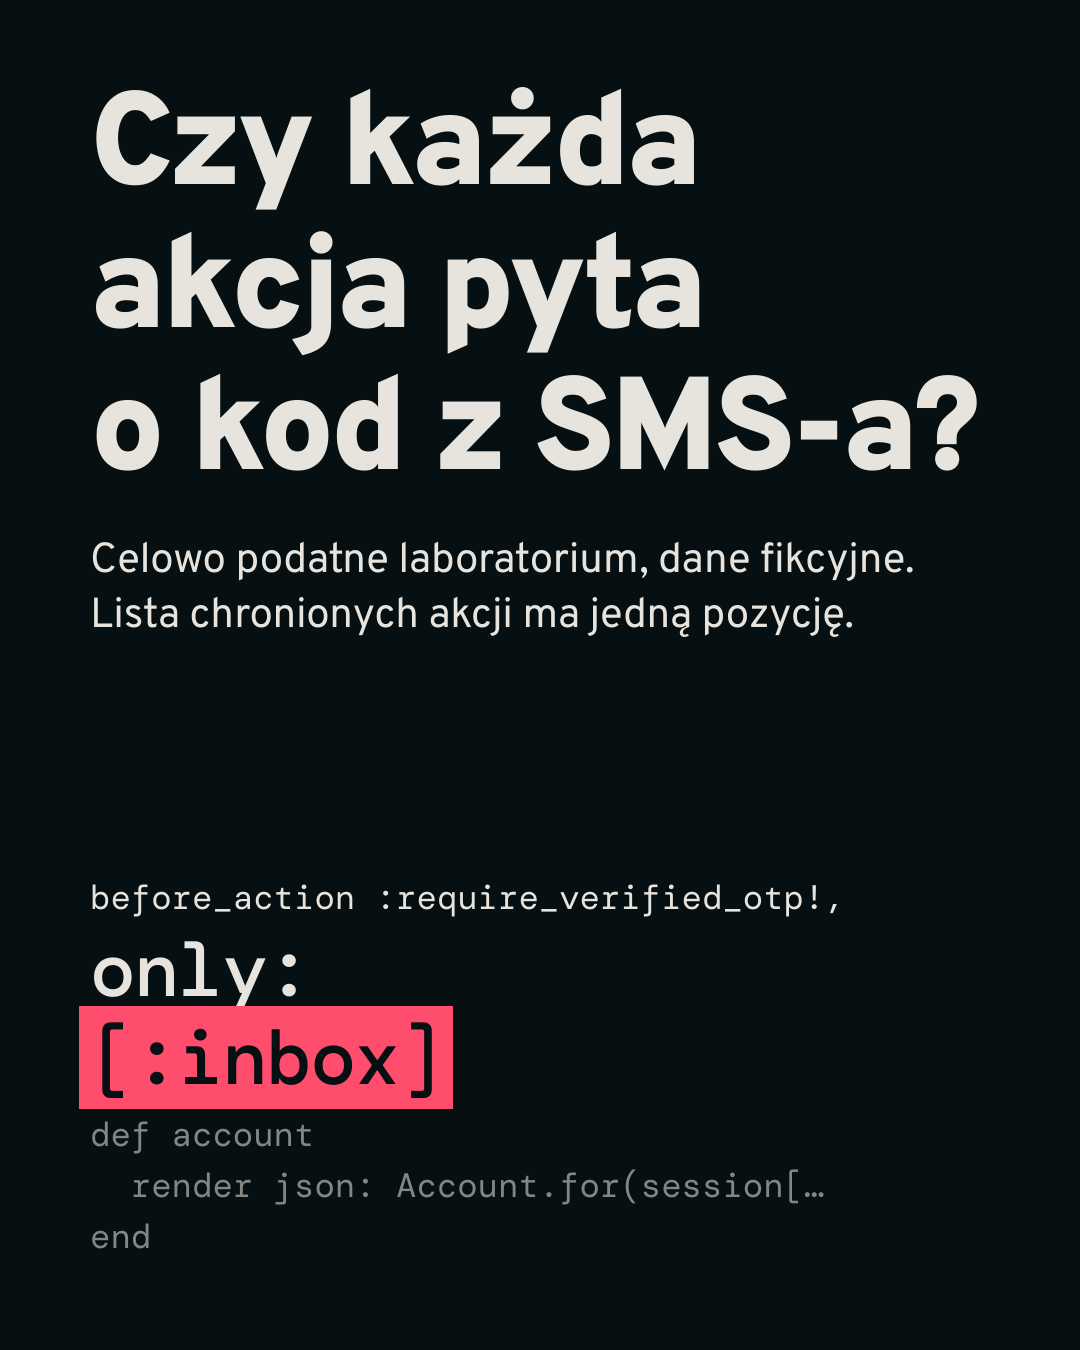 Czy każda
akcja pyta
o kod z SMS-a?
Celowo podatne laboratorium, dane fikcyjne.
Lista chronionych akcji ma jedną pozycję.
before_action :require_verified_otp!,
only:
[:inbox]
def account
  render json: Account.for(session[…
end